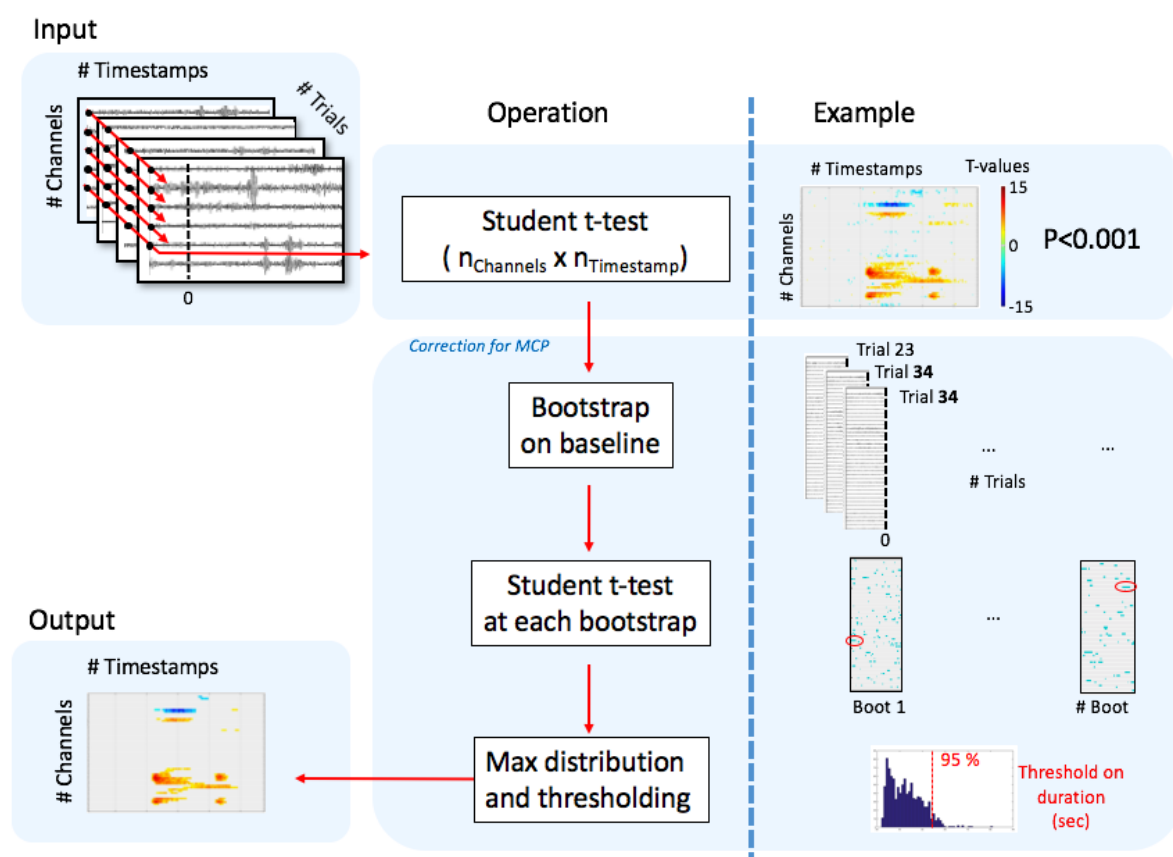 Input
# Timestamps
# Trials
# Channels
0
Operation
Example
Student t-test
( nChannels x nTimestamp)
# Timestamps
T-values
# Channels
15
0
-15
P<0.001
Correction for MCP
Bootstrap
on baseline
Trial 23
Trial 34
Trial 34
...
...
# Trials
0
Student t-test
at each bootstrap
...
Boot 1
# Boot
Max distribution
and thresholding
95 %
Threshold on
duration
(sec)
Output
# Timestamps
# Channels